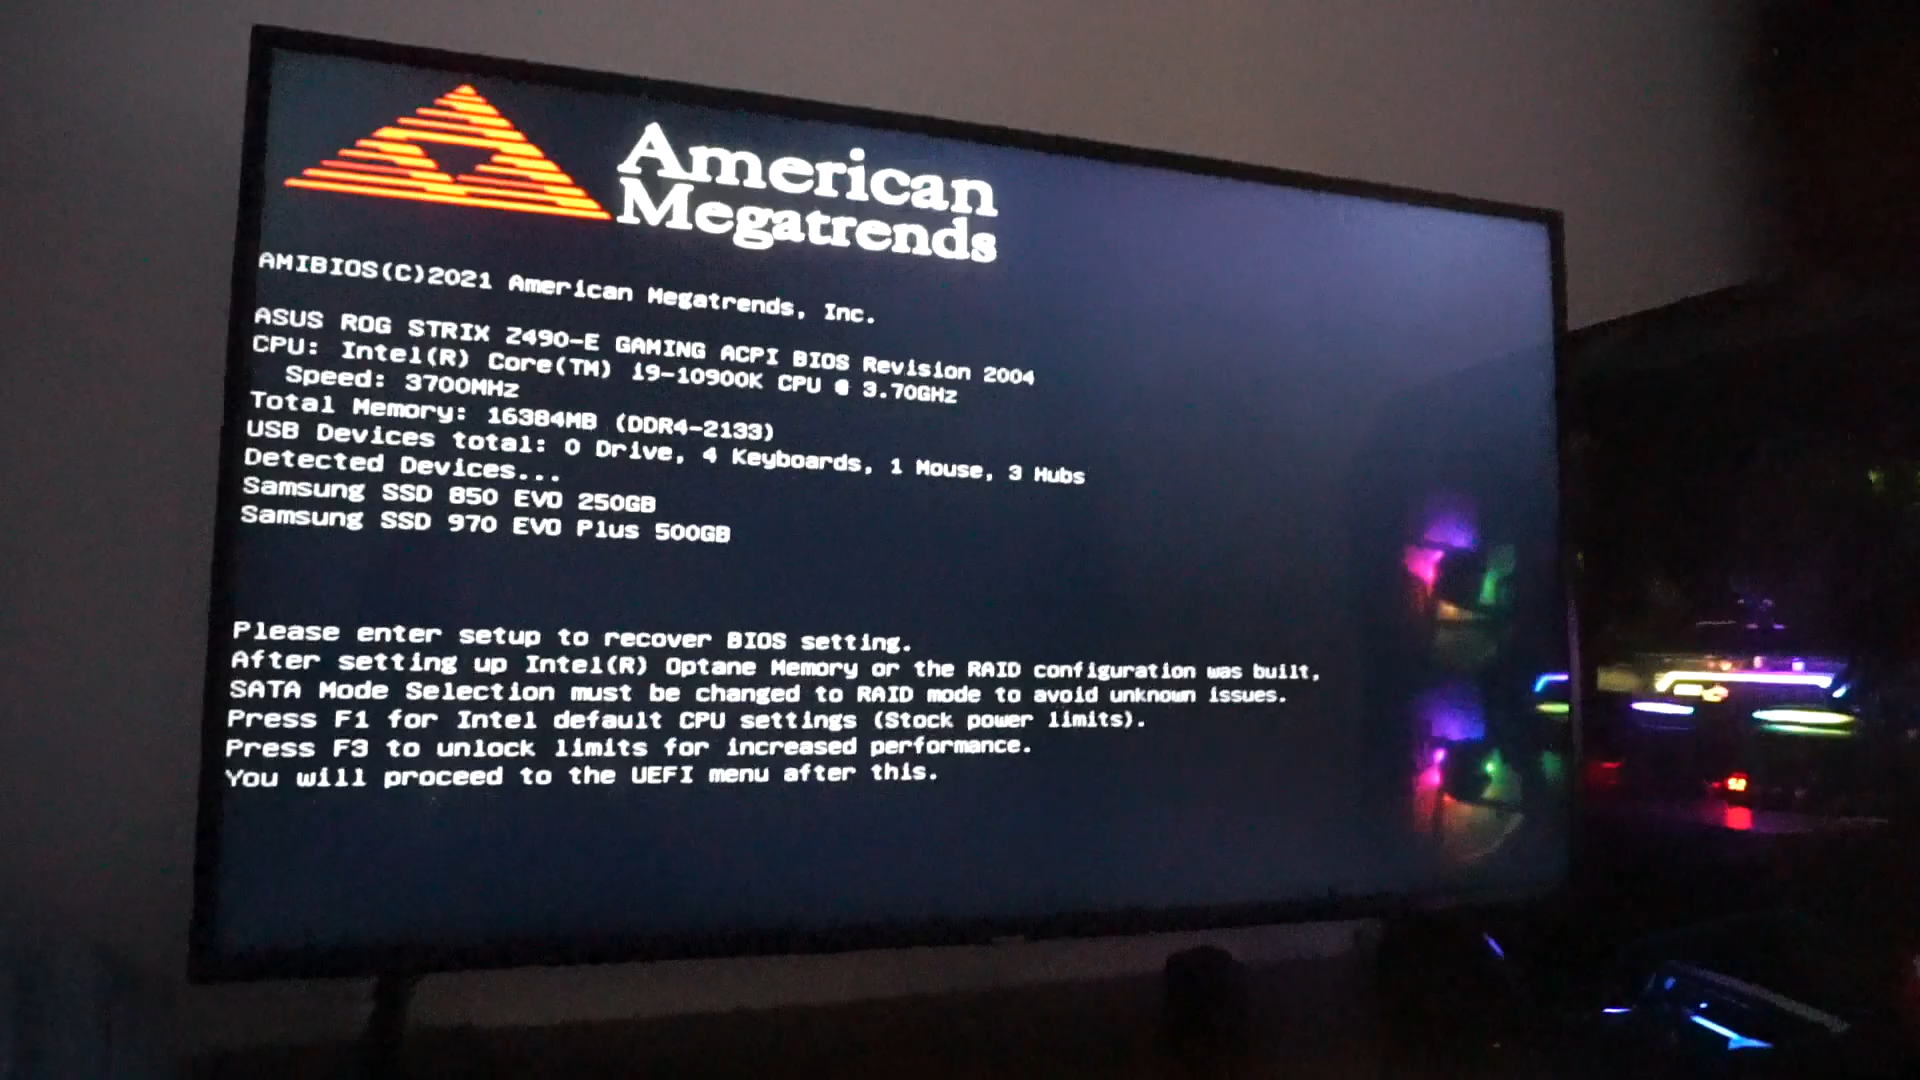 American
Megatrends
AMIBIOS(C)2021 American Megatrends, Inc.
ASUS ROG STRIX Z490-E GAMING ACPI BIOS Revision 2004
CPU: Intel(R) Core(TM) i9-10900K CPU @ 3.70GHz
Speed: 3700MHz
Total Memory: 16384MB (DDR4-2133)
USB Devices total: 0 Drive, 4 Keyboards, 1 Mouse, 3 Hubs
Detected Devices...
Samsung SSD 850 EVO 250GB
Samsung SSD 970 EVO Plus 500GB
Please enter setup to recover BIOS setting.
After setting up Intel(R) Optane Memory or the RAID configuration was built,
SATA Mode Selection must be changed to RAID mode to avoid unknown issues.
Press F1 for Intel default CPU settings (Stock power limits).
Press F3 to unlock limits for increased performance.
You will proceed to the UEFI menu after this.